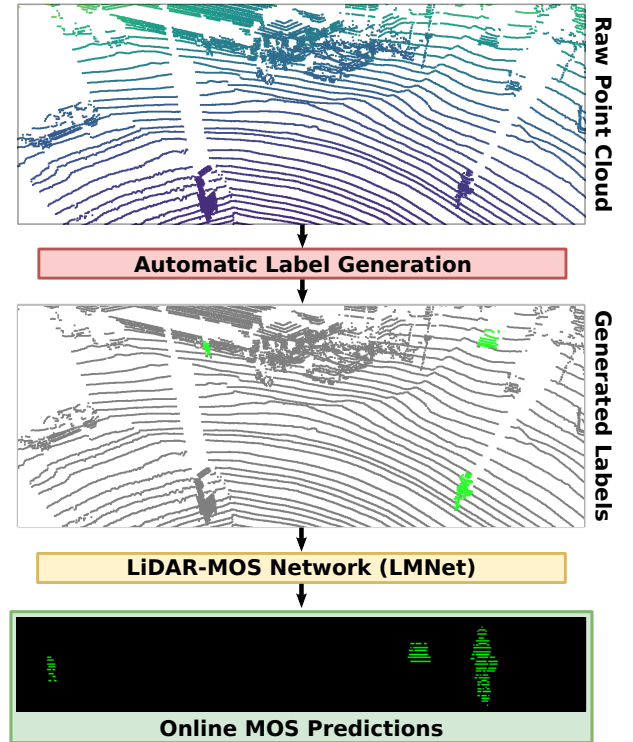 Raw Point Cloud
Automatic Label Generation
Generated Labels
LiDAR-MOS Network (LMNet)
Online MOS Predictions